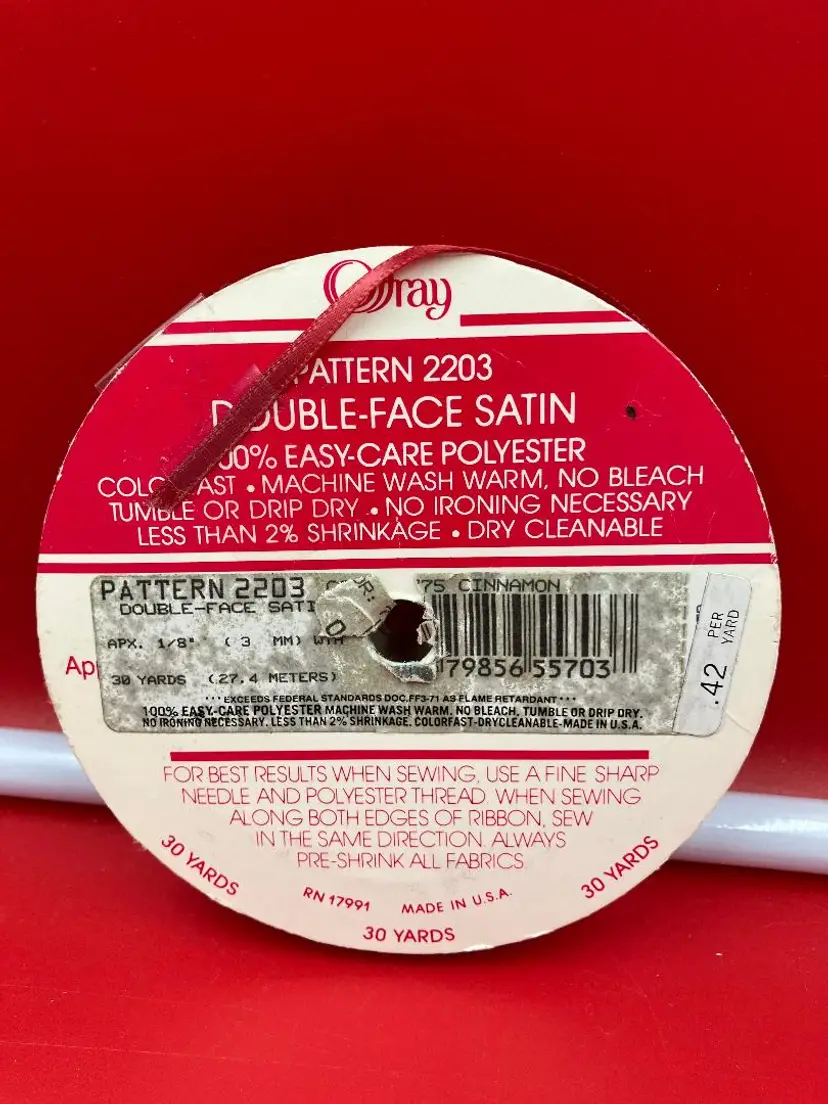 Offray
PATTERN 2203
DOUBLE-FACE SATIN
100% EASY-CARE POLYESTER
COLORFAST • MACHINE WASH WARM, NO BLEACH
TUMBLE OR DRIP DRY • NO IRONING NECESSARY
LESS THAN 2% SHRINKAGE • DRY CLEANABLE
PATTERN 2203 75 CINNAMON
DOUBLE-FACE SATI
APX. 1/8" (3 MM)
79856 55703
30 YARDS (27.4 METERS)
.42 PER YARD
••• EXCEEDS FEDERAL STANDARDS DOC.FF3-71 AS FLAME RETARDANT •••
100% EASY-CARE POLYESTER MACHINE WASH WARM. NO BLEACH. TUMBLE OR DRIP DRY.
NO IRONING NECESSARY. LESS THAN 2% SHRINKAGE. COLORFAST-DRYCLEANABLE-MADE IN U.S.A.
FOR BEST RESULTS WHEN SEWING, USE A FINE SHARP
NEEDLE AND POLYESTER THREAD. WHEN SEWING
ALONG BOTH EDGES OF RIBBON, SEW
IN THE SAME DIRECTION. ALWAYS
PRE-SHRINK ALL FABRICS.
30 YARDS
RN 17991 MADE IN U.S.A.
30 YARDS
30 YARDS